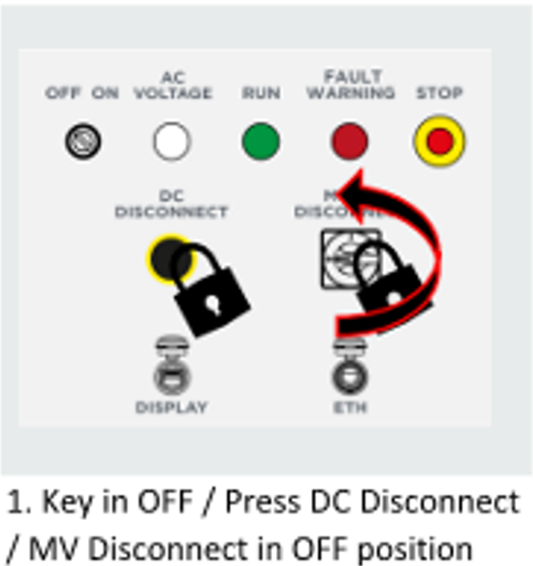 OFF ON
AC
VOLTAGE
RUN
FAULT
WARNING
STOP
DC
DISCONNECT
DISPLAY
ETH
1. Key in OFF / Press DC Disconnect
/ MV Disconnect in OFF position